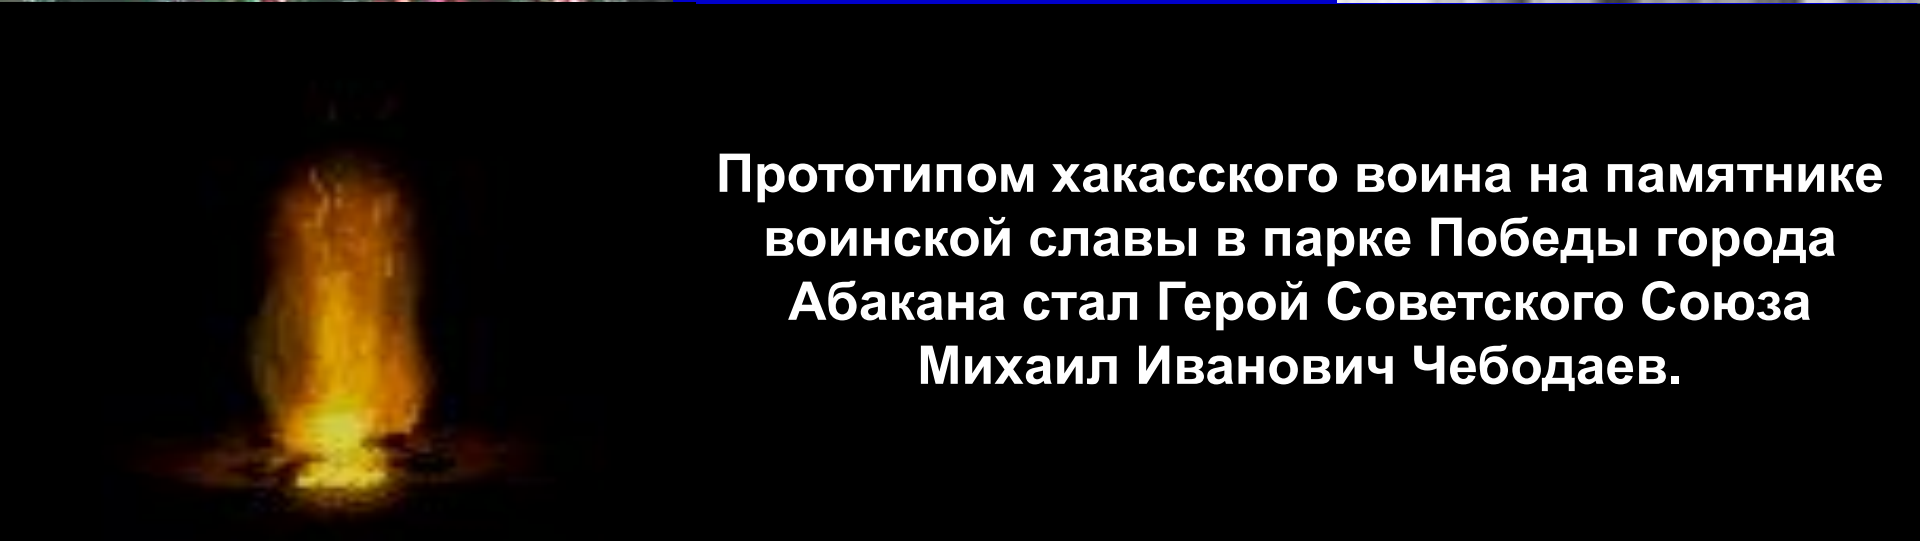 Прототипом хакасского воина на памятнике
воинской славы в парке Победы города
Абакана стал Герой Советского Союза
Михаил Иванович Чебодаев.